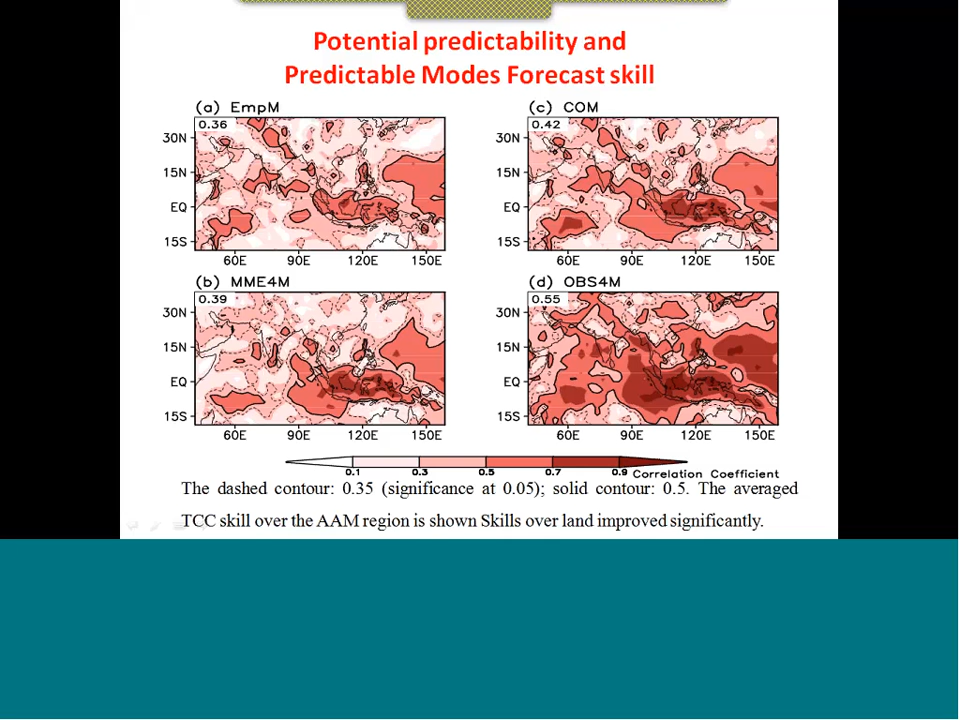 Potential predictability and
Predictable Modes Forecast skill
(a) EmpM
0.36
30N
15N
EQ
15S
60E 90E 120E 150E
(c) COM
0.42
30N
15N
EQ
15S
60E 90E 120E 150E
(b) MME4M
0.39
30N
15N
EQ
15S
60E 90E 120E 150E
(d) OBS4M
0.55
30N
15N
EQ
15S
60E 90E 120E 150E
0.1 0.3 0.5 0.7 0.9 Correlation Coefficient
The dashed contour: 0.35 (significance at 0.05); solid contour: 0.5. The averaged
TCC skill over the AAM region is shown Skills over land improved significantly.